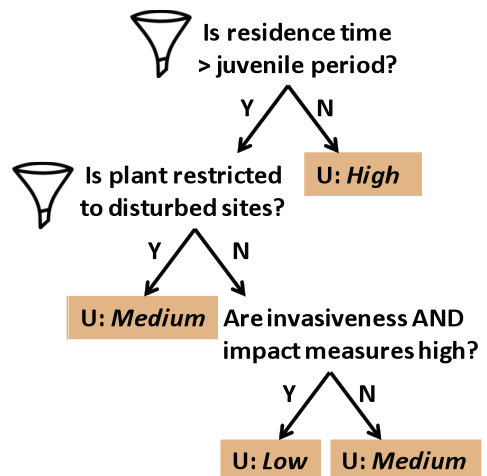 Is residence time
> juvenile period?
Y
N
Is plant restricted
to disturbed sites?
U: High
Y
N
U: Medium
Are invasiveness AND
impact measures high?
Y
N
U: Low
U: Medium